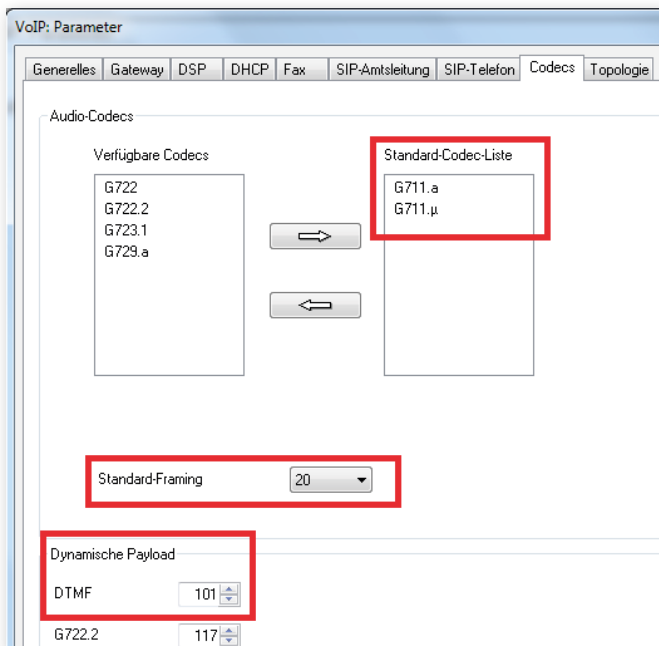 VoIP: Parameter
Generelles Gateway DSP DHCP Fax SIP-Amtsleitung SIP-Telefon Codecs Topologie
Audio-Codecs
Verfügbare Codecs
G722
G722.2
G723.1
G729.a
Standard-Codec-Liste
G711.a
G711.µ
Standard-Framing 20
Dynamische Payload
DTMF 101
G722.2 117